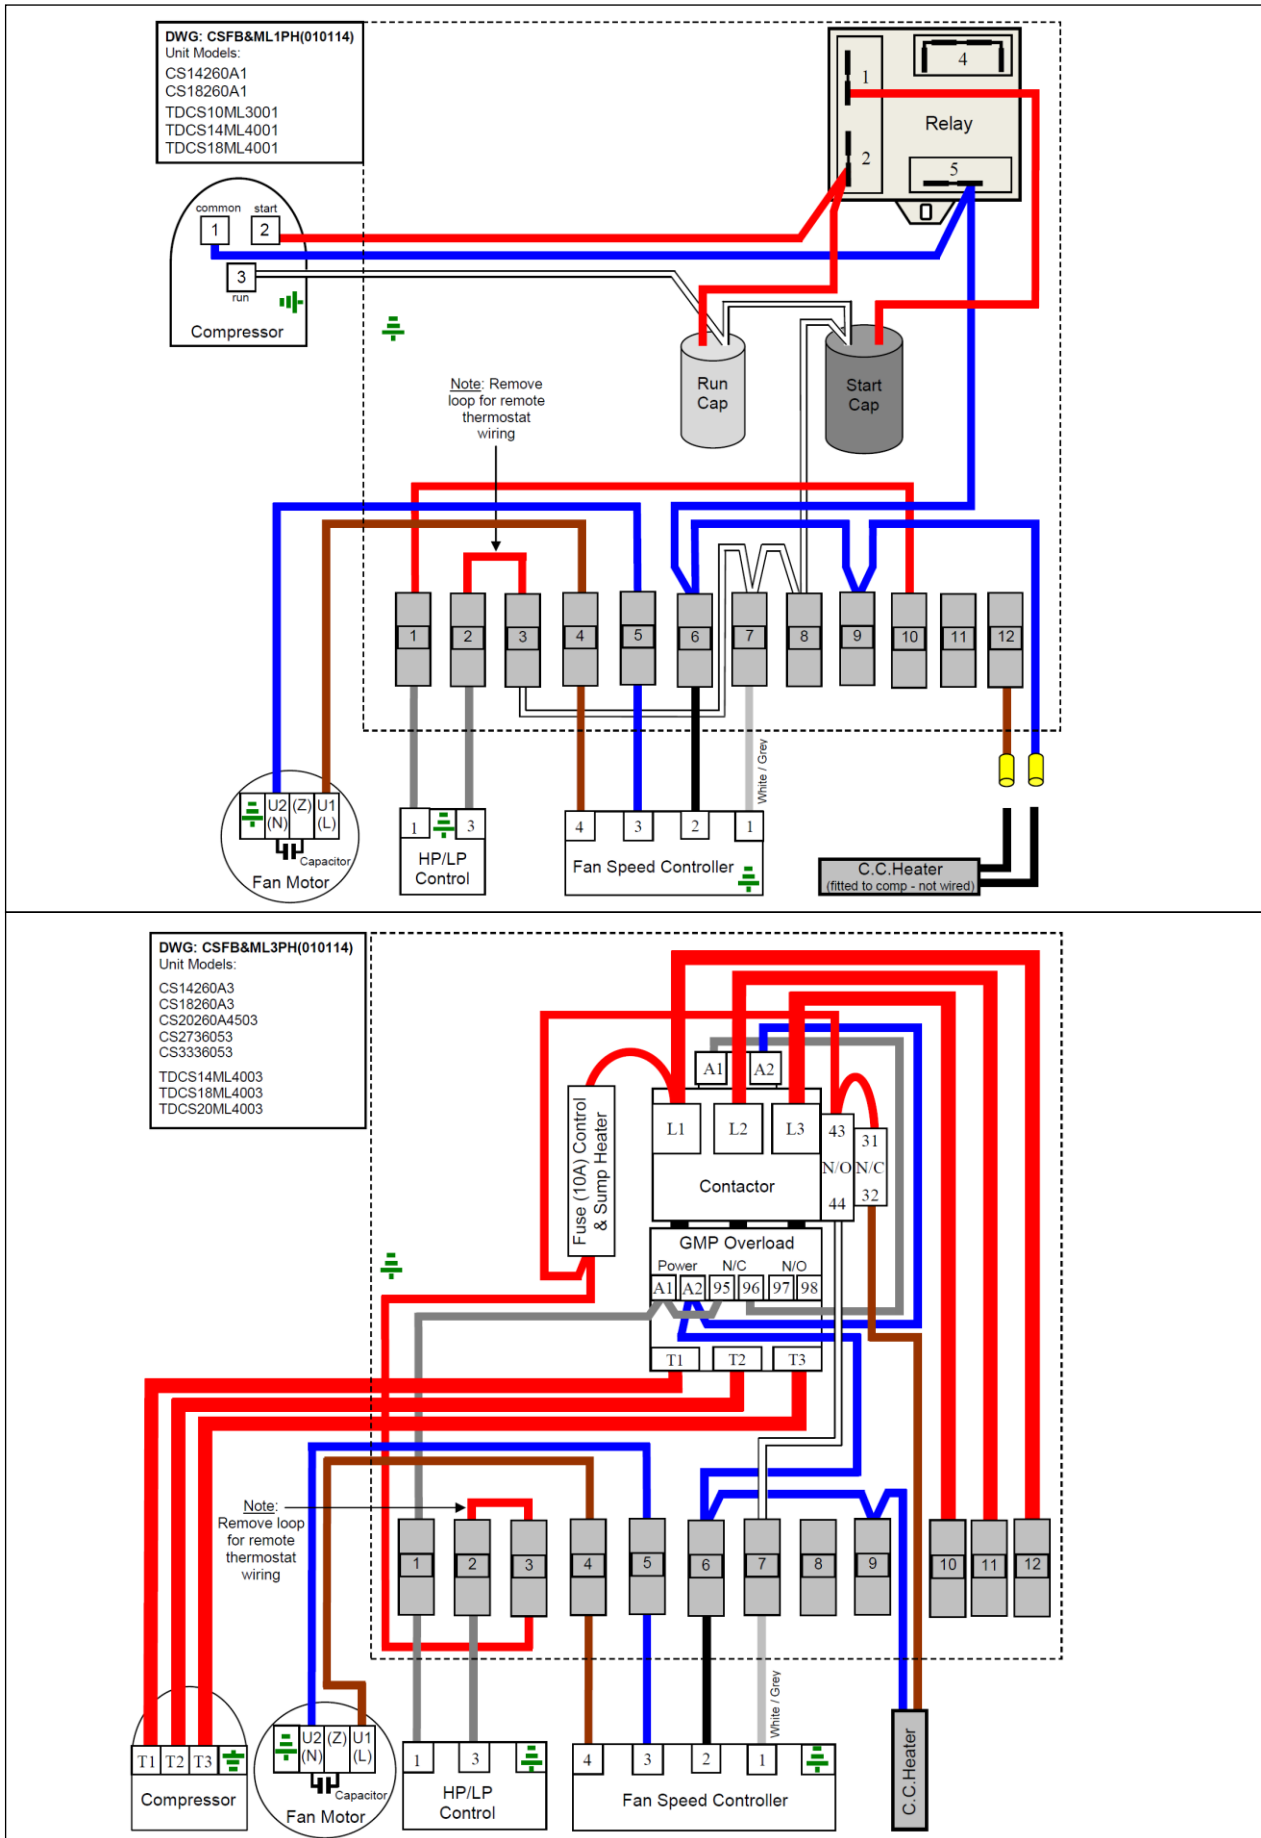 DWG: CSFB&ML1PH(010114)
Unit Models:
CS14260A1
CS18260A1
TDCS10ML3001
TDCS14ML4001
TDCS18ML4001
1
4
Relay
2
5
common
start
1
2
3
run
Compressor
Run
Cap
Start
Cap
Note: Remove
loop for remote
thermostat
wiring
1
2
3
4
5
6
7
8
9
10
11
12
White / Grey
U2
(N)
(Z)
U1
(L)
Capacitor
Fan Motor
1
3
HP/LP
Control
4
3
2
1
Fan Speed Controller
C.C.Heater
(fitted to comp - not wired)
DWG: CSFB&ML3PH(010114)
Unit Models:
CS14260A3
CS18260A3
CS20260A4503
CS2736053
CS3336053
TDCS14ML4003
TDCS18ML4003
TDCS20ML4003
A1
A2
Fuse (10A) Control
& Sump Heater
L1
L2
L3
43
31
N/O
N/C
44
32
Contactor
GMP Overload
Power
N/C
N/O
A1
A2
95
96
97
98
T1
T2
T3
Note:
Remove loop
for remote
thermostat
wiring
1
2
3
4
5
6
7
8
9
10
11
12
White / Grey
T1
T2
T3
Compressor
U2
(N)
(Z)
U1
(L)
Capacitor
Fan Motor
1
3
HP/LP
Control
4
3
2
1
Fan Speed Controller
C.C.Heater